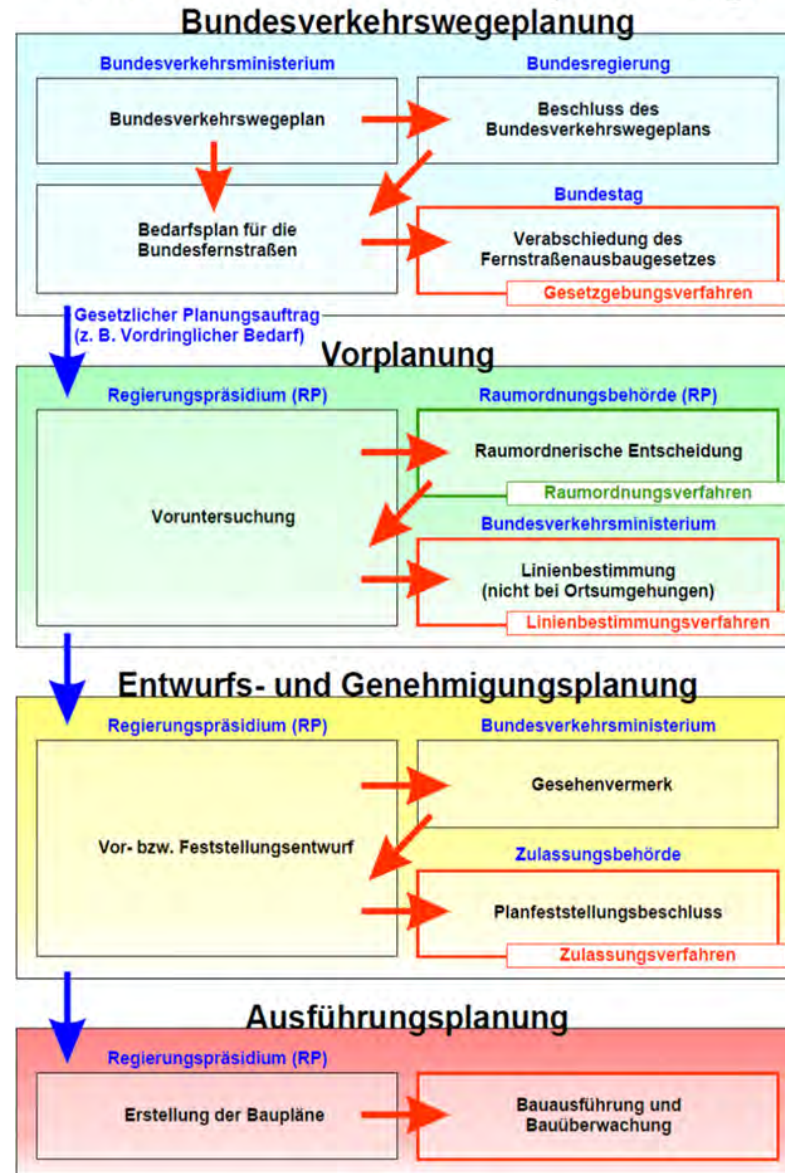 Bundesverkehrswegeplanung
Bundesverkehrsministerium
Bundesregierung
Bundesverkehrswegeplan
Beschluss des
Bundesverkehrswegeplans
Bundestag
Bedarfsplan für die
Bundesfernstraßen
Verabschiedung des
Fernstraßenausbaugesetzes
Gesetzgebungsverfahren
Gesetzlicher Planungsauftrag
(z. B. Vordringlicher Bedarf)
Vorplanung
Regierungspräsidium (RP)
Raumordnungsbehörde (RP)
Raumordnerische Entscheidung
Raumordnungsverfahren
Voruntersuchung
Bundesverkehrsministerium
Linienbestimmung
(nicht bei Ortsumgehungen)
Linienbestimmungsverfahren
Entwurfs- und Genehmigungsplanung
Regierungspräsidium (RP)
Bundesverkehrsministerium
Gesehenvermerk
Vor- bzw. Feststellungsentwurf
Zulassungsbehörde
Planfeststellungsbeschluss
Zulassungsverfahren
Ausführungsplanung
Regierungspräsidium (RP)
Erstellung der Baupläne
Bauausführung und
Bauüberwachung